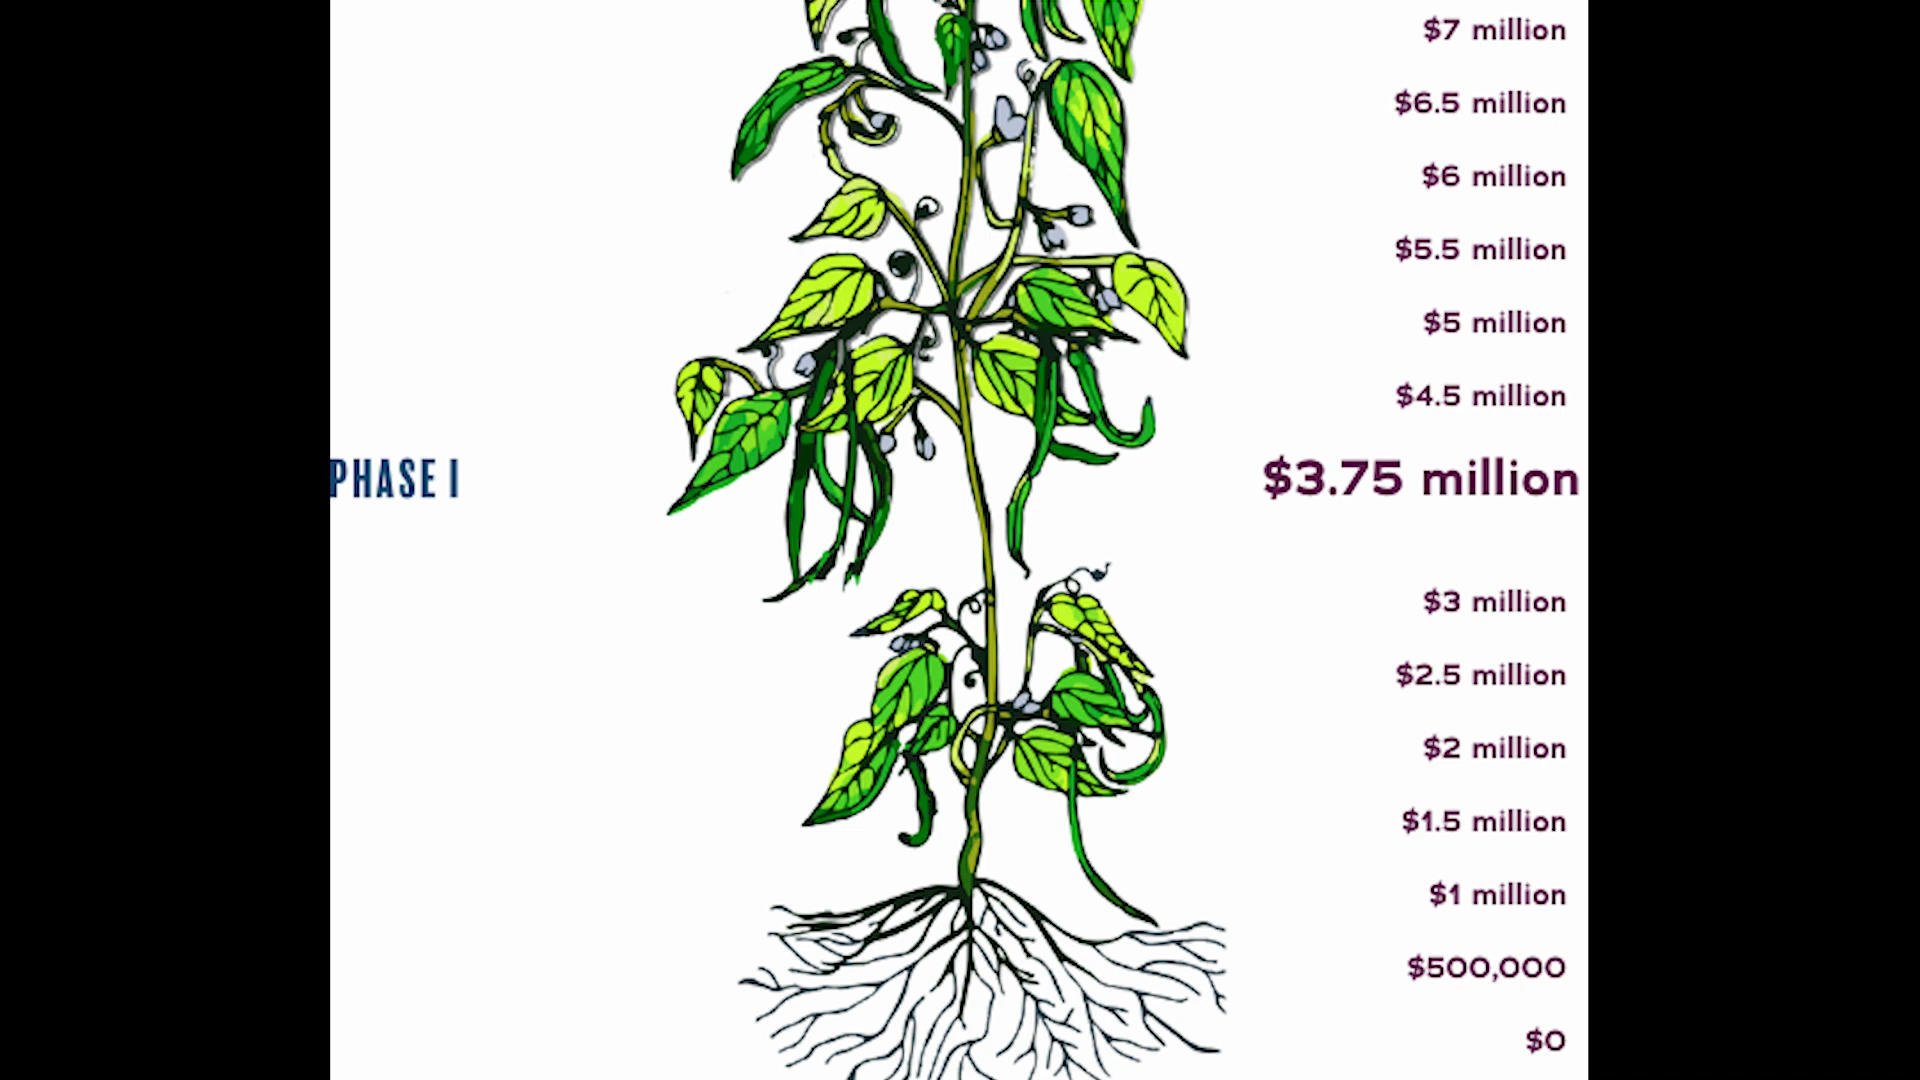 $7 million
$6.5 million
$6 million
$5.5 million
$5 million
$4.5 million
PHASE I
$3.75 million
$3 million
$2.5 million
$2 million
$1.5 million
$1 million
$500,000
$0